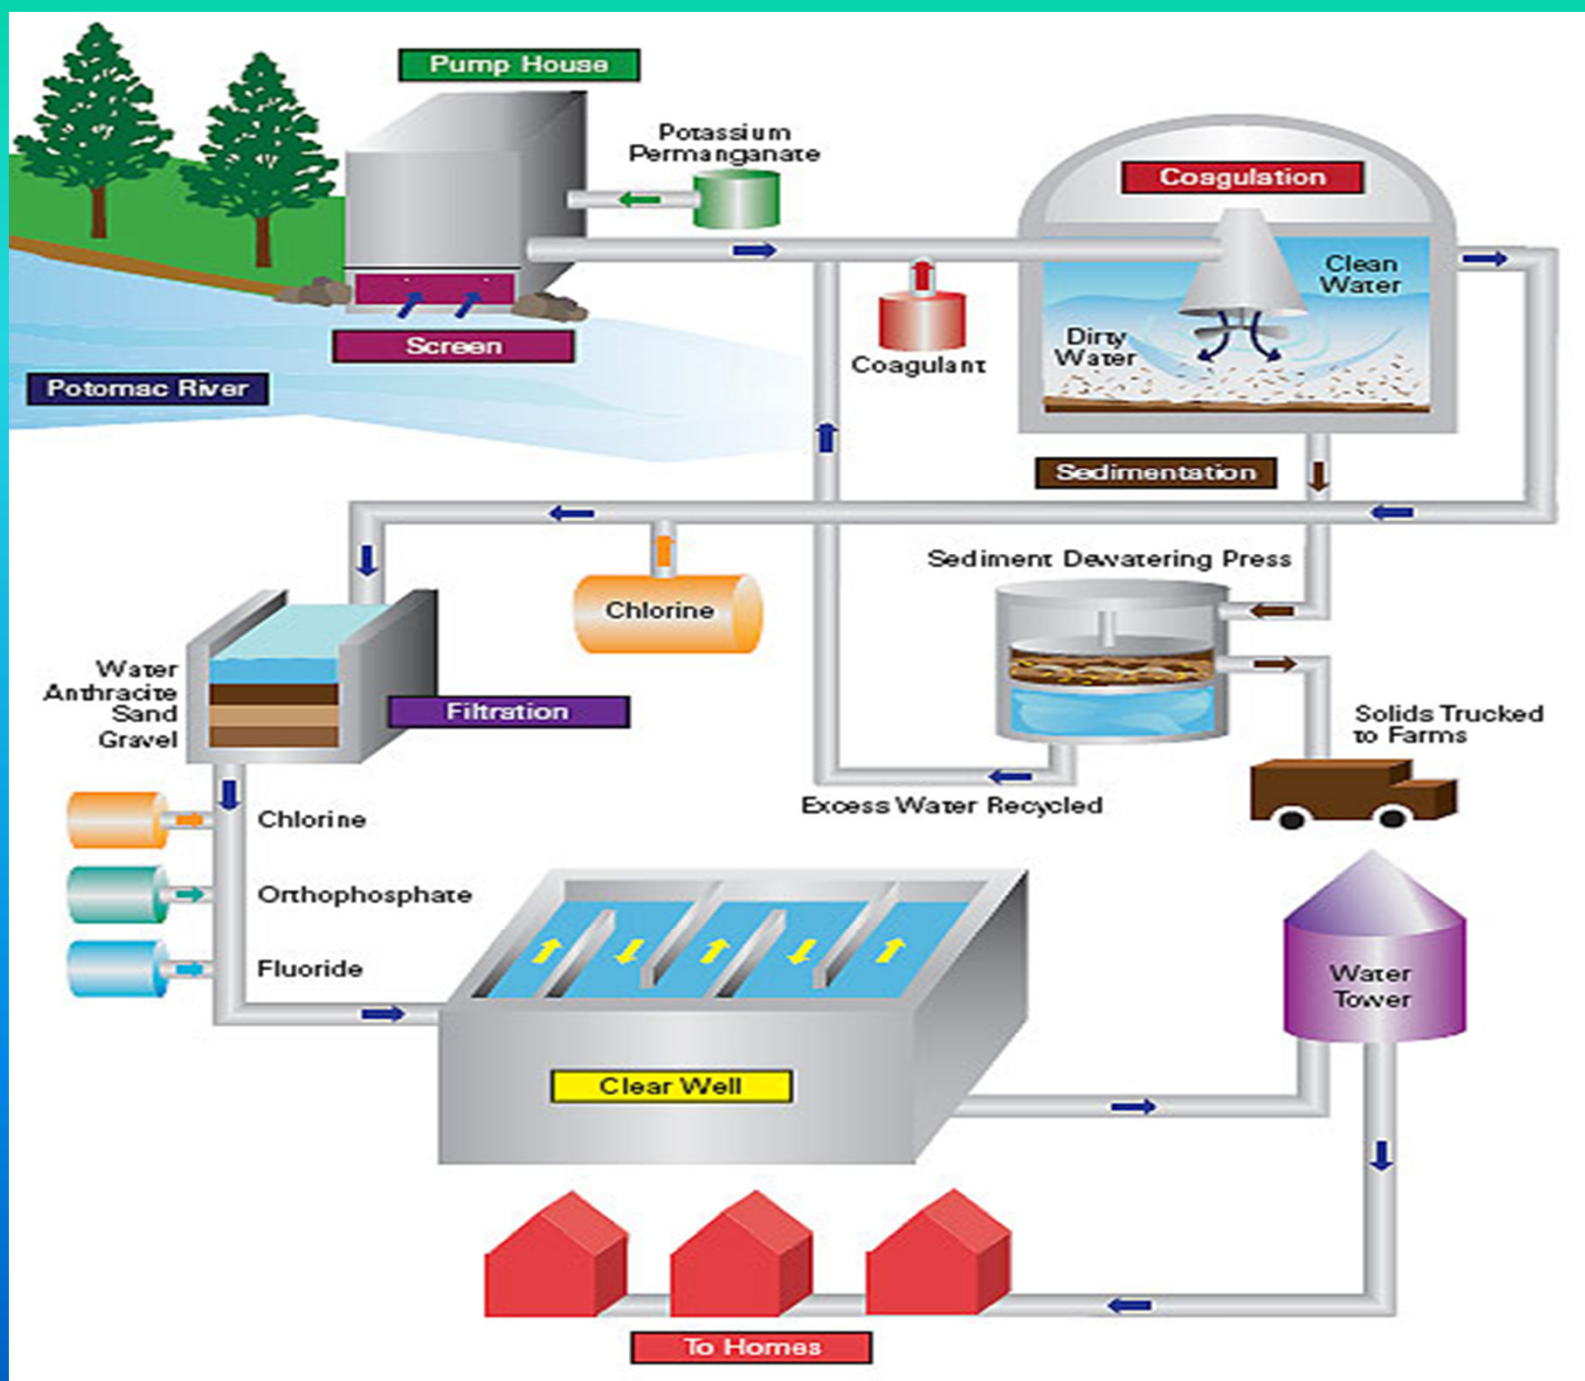 Pump House
Potassium
Permanganate
Coagulation
Clean
Water
Dirty
Water
Screen
Coagulant
Potomac River
Sedimentation
Sediment Dewatering Press
Chlorine
Water
Anthracite
Sand
Gravel
Filtration
Solids Trucked
to Farms
Excess Water Recycled
Chlorine
Orthophosphate
Fluoride
Water
Tower
Clear Well
To Homes